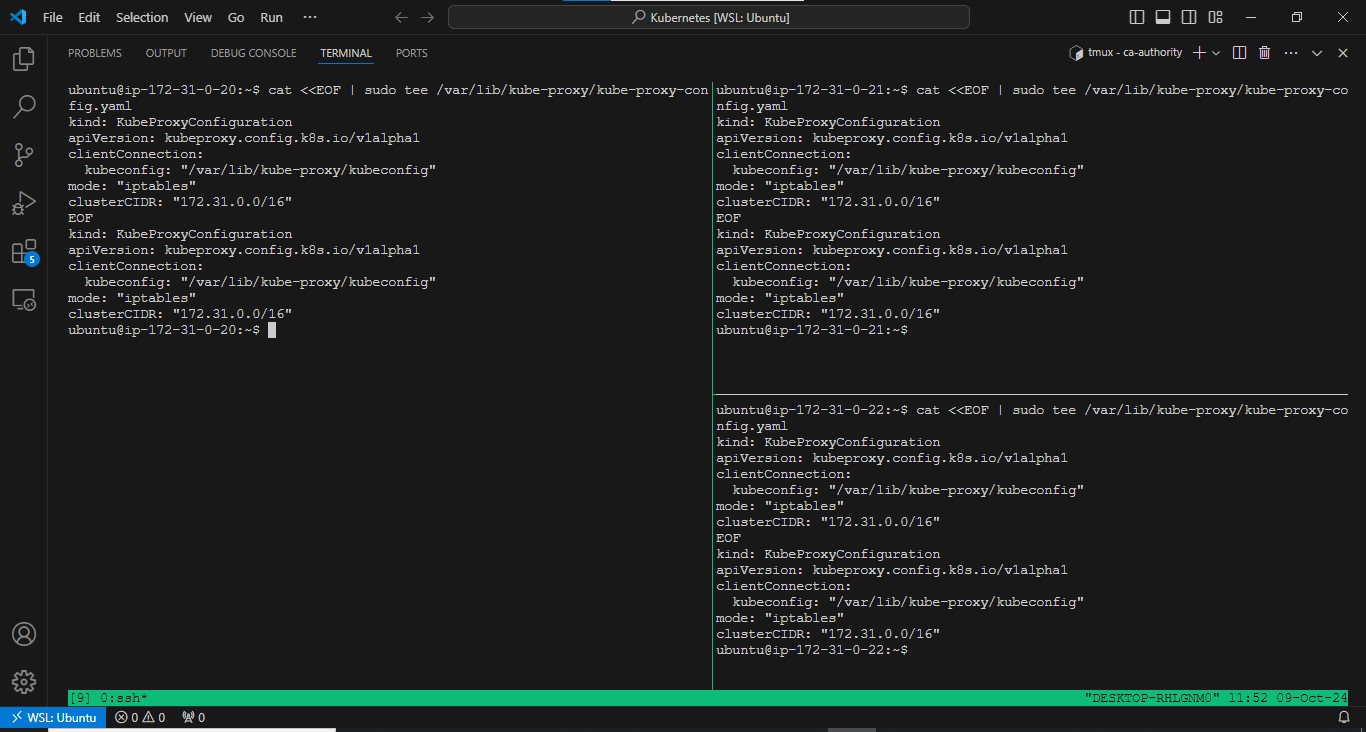 File Edit Selection View Go Run ···
Kubernetes [WSL: Ubuntu]
PROBLEMS OUTPUT DEBUG CONSOLE TERMINAL PORTS
tmux - ca-authority
ubuntu@ip-172-31-0-20:~$ cat <<EOF | sudo tee /var/lib/kube-proxy/kube-proxy-con
fig.yaml
kind: KubeProxyConfiguration
apiVersion: kubeproxy.config.k8s.io/v1alpha1
clientConnection:
  kubeconfig: "/var/lib/kube-proxy/kubeconfig"
mode: "iptables"
clusterCIDR: "172.31.0.0/16"
EOF
kind: KubeProxyConfiguration
apiVersion: kubeproxy.config.k8s.io/v1alpha1
clientConnection:
  kubeconfig: "/var/lib/kube-proxy/kubeconfig"
mode: "iptables"
clusterCIDR: "172.31.0.0/16"
ubuntu@ip-172-31-0-20:~$
ubuntu@ip-172-31-0-21:~$ cat <<EOF | sudo tee /var/lib/kube-proxy/kube-proxy-co
nfig.yaml
kind: KubeProxyConfiguration
apiVersion: kubeproxy.config.k8s.io/v1alpha1
clientConnection:
  kubeconfig: "/var/lib/kube-proxy/kubeconfig"
mode: "iptables"
clusterCIDR: "172.31.0.0/16"
EOF
kind: KubeProxyConfiguration
apiVersion: kubeproxy.config.k8s.io/v1alpha1
clientConnection:
  kubeconfig: "/var/lib/kube-proxy/kubeconfig"
mode: "iptables"
clusterCIDR: "172.31.0.0/16"
ubuntu@ip-172-31-0-21:~$
ubuntu@ip-172-31-0-22:~$ cat <<EOF | sudo tee /var/lib/kube-proxy/kube-proxy-co
nfig.yaml
kind: KubeProxyConfiguration
apiVersion: kubeproxy.config.k8s.io/v1alpha1
clientConnection:
  kubeconfig: "/var/lib/kube-proxy/kubeconfig"
mode: "iptables"
clusterCIDR: "172.31.0.0/16"
EOF
kind: KubeProxyConfiguration
apiVersion: kubeproxy.config.k8s.io/v1alpha1
clientConnection:
  kubeconfig: "/var/lib/kube-proxy/kubeconfig"
mode: "iptables"
clusterCIDR: "172.31.0.0/16"
ubuntu@ip-172-31-0-22:~$
5
[9] 0:ssh* "DESKTOP-RHLGNM0" 11:52 09-Oct-24
WSL: Ubuntu 0 0 0